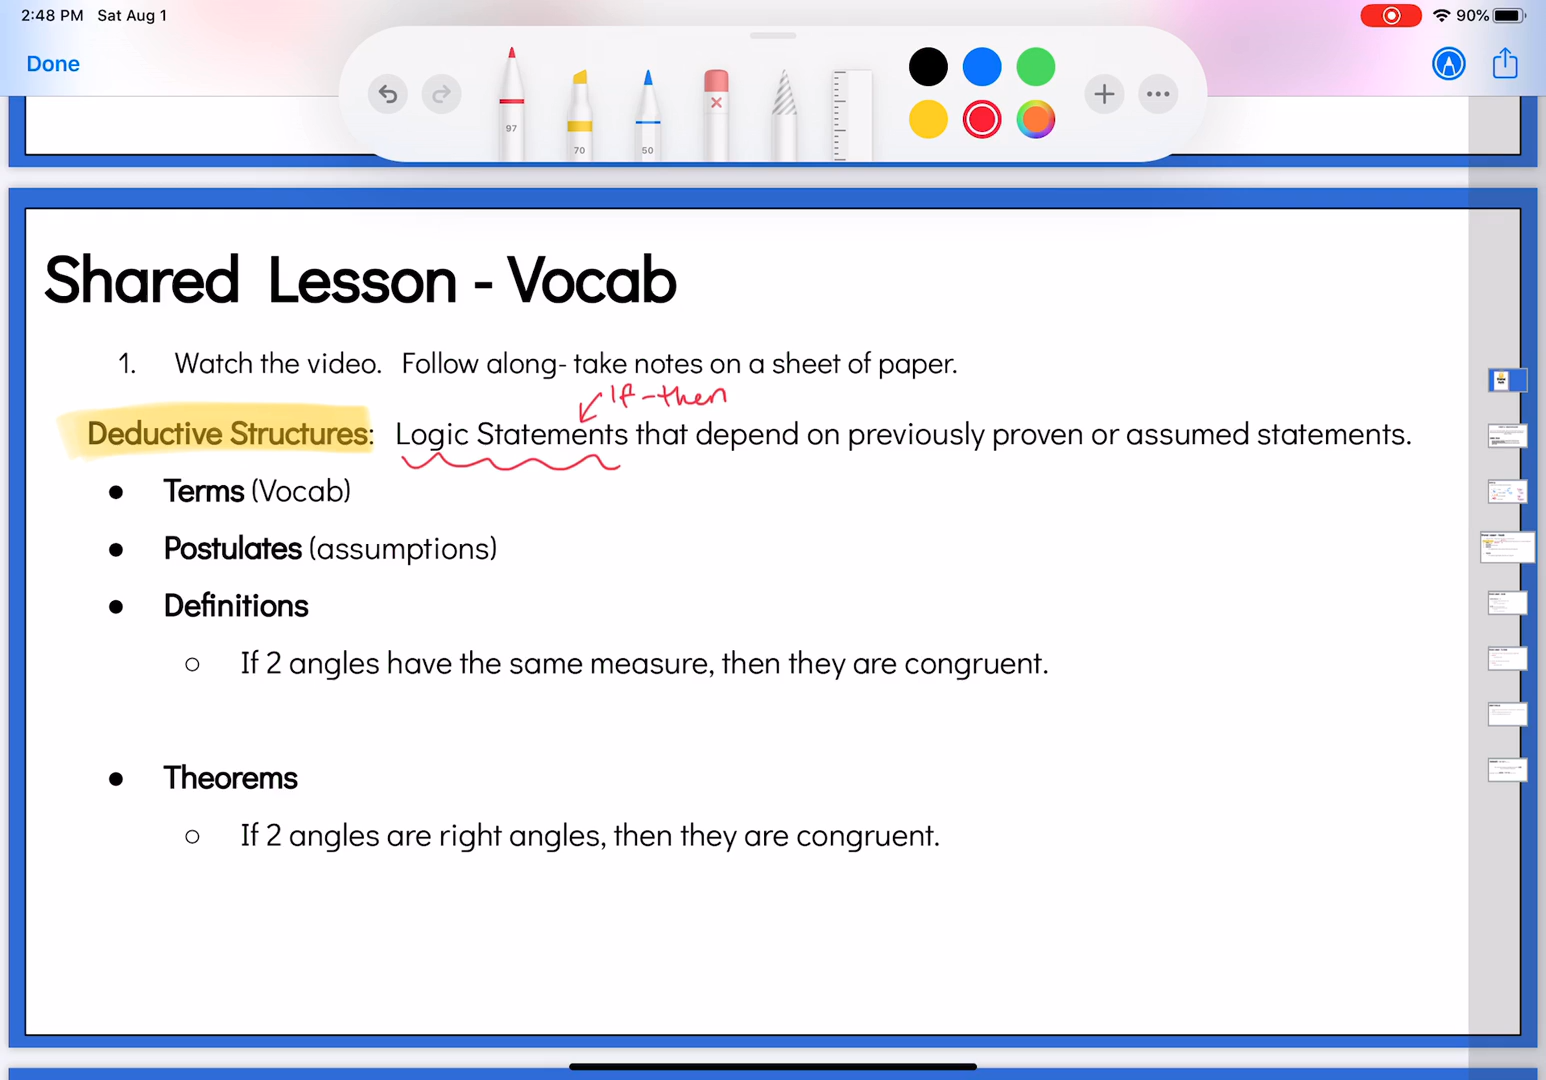 2:48 PM Sat Aug 1
90%
Done
97
70
50
Shared Lesson - Vocab
1. Watch the video. Follow along- take notes on a sheet of paper.
If-then
Deductive Structures: Logic Statements that depend on previously proven or assumed statements.
• Terms (Vocab)
• Postulates (assumptions)
• Definitions
○ If 2 angles have the same measure, then they are congruent.
• Theorems
○ If 2 angles are right angles, then they are congruent.